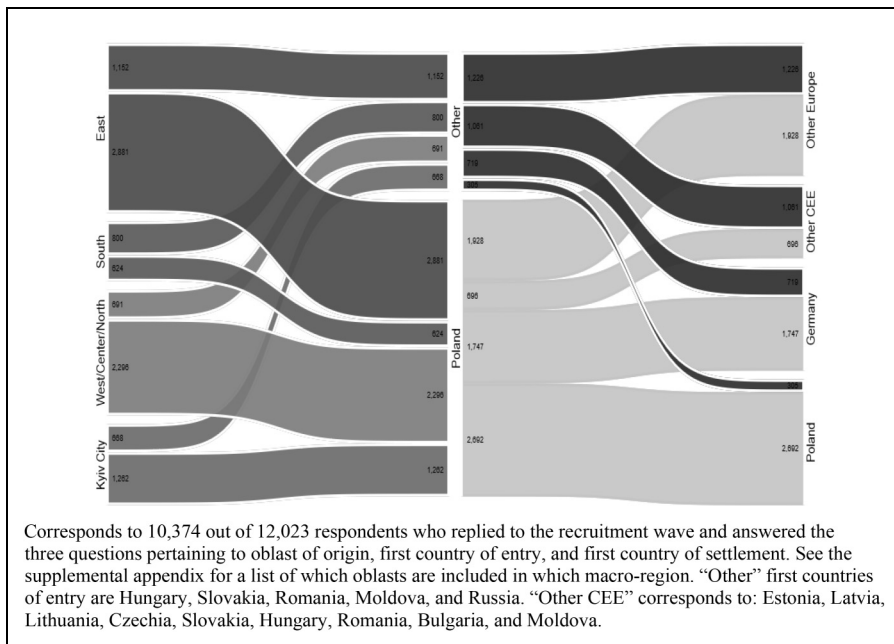 East
South
West/Center/North
Kyiv City
1,152
2,881
800
624
691
2,296
668
1,262
1,152
800
691
668
2,881
624
2,296
1,262
Other
Poland
1,226
1,061
719
305
1,928
696
1,747
2,692
1,226
1,928
1,061
696
719
1,747
305
2,692
Other Europe
Other CEE
Germany
Poland
Corresponds to 10,374 out of 12,023 respondents who replied to the recruitment wave and answered the
three questions pertaining to oblast of origin, first country of entry, and first country of settlement. See the
supplemental appendix for a list of which oblasts are included in which macro-region. “Other” first countries
of entry are Hungary, Slovakia, Romania, Moldova, and Russia. “Other CEE” corresponds to: Estonia, Latvia,
Lithuania, Czechia, Slovakia, Hungary, Romania, Bulgaria, and Moldova.